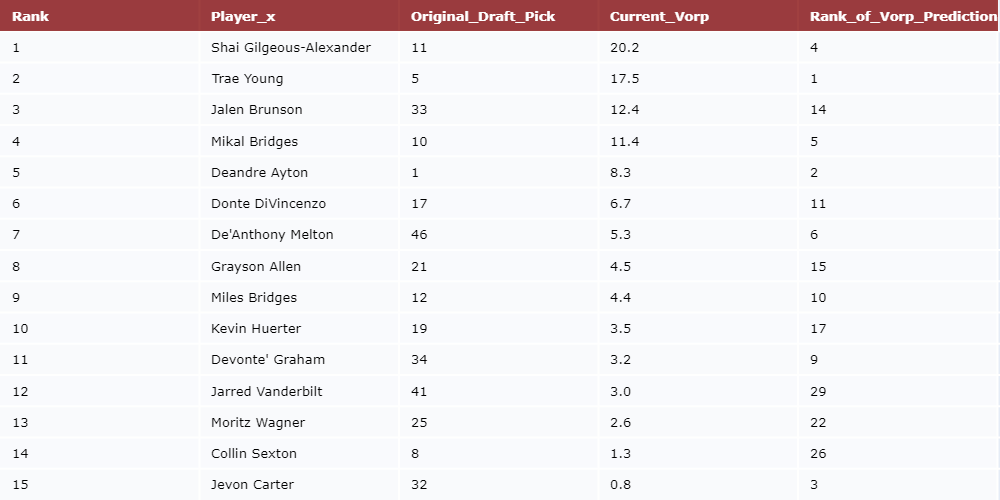 Rank Player_x Original_Draft_Pick Current_Vorp Rank_of_Vorp_Prediction
1 Shai Gilgeous-Alexander 11 20.2 4
2 Trae Young 5 17.5 1
3 Jalen Brunson 33 12.4 14
4 Mikal Bridges 10 11.4 5
5 Deandre Ayton 1 8.3 2
6 Donte DiVincenzo 17 6.7 11
7 De'Anthony Melton 46 5.3 6
8 Grayson Allen 21 4.5 15
9 Miles Bridges 12 4.4 10
10 Kevin Huerter 19 3.5 17
11 Devonte' Graham 34 3.2 9
12 Jarred Vanderbilt 41 3.0 29
13 Moritz Wagner 25 2.6 22
14 Collin Sexton 8 1.3 26
15 Jevon Carter 32 0.8 3